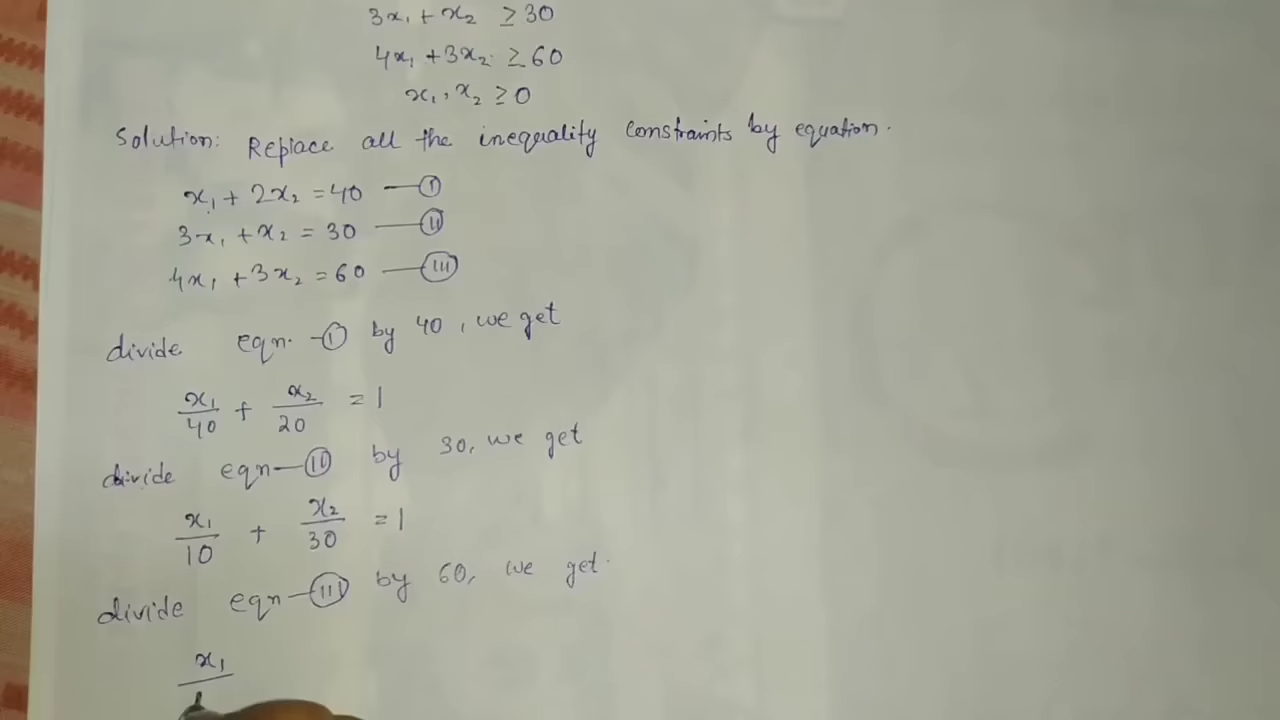 3x₁ + x₂ ≥ 30
4x₁ + 3x₂ ≥ 60
x₁, x₂ ≥ 0
Solution: Replace all the inequality constraints by equation.
x₁ + 2x₂ = 40 — (I)
3x₁ + x₂ = 30 — (II)
4x₁ + 3x₂ = 60 — (III)
divide eqn. - (I) by 40, we get
x₁/40 + x₂/20 = 1
divide eqn — (II) by 30, we get
x₁/10 + x₂/30 = 1
divide eqn — (III) by 60, we get.
x₁/